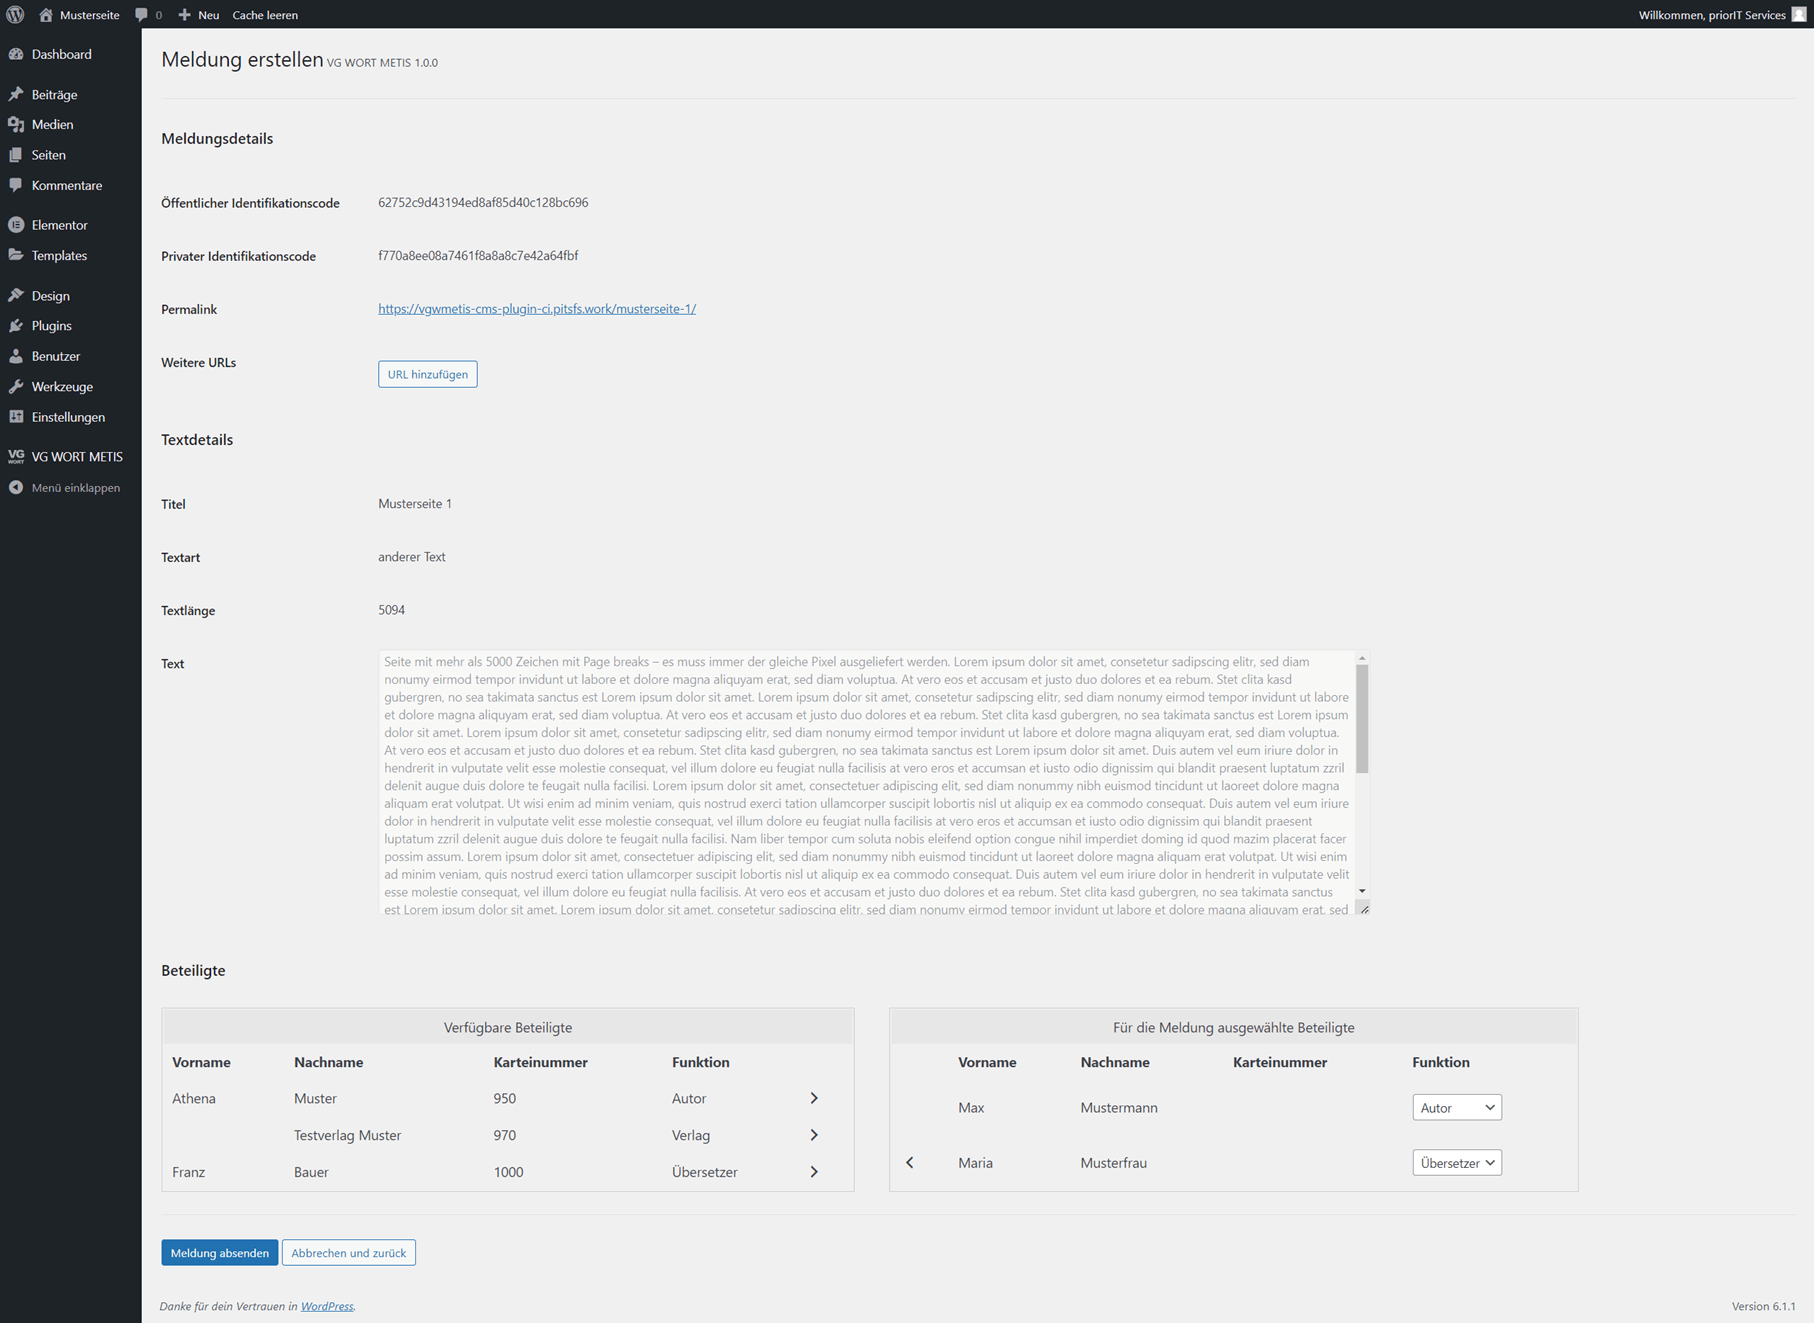 Musterseite 0 Neu Cache leeren Willkommen, priorIT Services
Dashboard
Beiträge
Medien
Seiten
Kommentare
Elementor
Templates
Design
Plugins
Benutzer
Werkzeuge
Einstellungen
VG WORT VG WORT METIS
Menü einklappen
Meldung erstellen VG WORT METIS 1.0.0
Meldungsdetails
Öffentlicher Identifikationscode 62752c9d43194ed8af85d40c128bc696
Privater Identifikationscode f770a8ee08a7461f8a8a8c7e42a64fbf
Permalink https://vgwmetis-cms-plugin-ci.pitsfs.work/musterseite-1/
Weitere URLs URL hinzufügen
Textdetails
Titel Musterseite 1
Textart anderer Text
Textlänge 5094
Text
Seite mit mehr als 5000 Zeichen mit Page breaks – es muss immer der gleiche Pixel ausgeliefert werden. Lorem ipsum dolor sit amet, consetetur sadipscing elitr, sed diam
nonumy eirmod tempor invidunt ut labore et dolore magna aliquyam erat, sed diam voluptua. At vero eos et accusam et justo duo dolores et ea rebum. Stet clita kasd
gubergren, no sea takimata sanctus est Lorem ipsum dolor sit amet. Lorem ipsum dolor sit amet, consetetur sadipscing elitr, sed diam nonumy eirmod tempor invidunt ut labore
et dolore magna aliquyam erat, sed diam voluptua. At vero eos et accusam et justo duo dolores et ea rebum. Stet clita kasd gubergren, no sea takimata sanctus est Lorem ipsum
dolor sit amet. Lorem ipsum dolor sit amet, consetetur sadipscing elitr, sed diam nonumy eirmod tempor invidunt ut labore et dolore magna aliquyam erat, sed diam voluptua.
At vero eos et accusam et justo duo dolores et ea rebum. Stet clita kasd gubergren, no sea takimata sanctus est Lorem ipsum dolor sit amet. Duis autem vel eum iriure dolor in
hendrerit in vulputate velit esse molestie consequat, vel illum dolore eu feugiat nulla facilisis at vero eros et accumsan et iusto odio dignissim qui blandit praesent luptatum zzril
delenit augue duis dolore te feugait nulla facilisi. Lorem ipsum dolor sit amet, consectetuer adipiscing elit, sed diam nonummy nibh euismod tincidunt ut laoreet dolore magna
aliquam erat volutpat. Ut wisi enim ad minim veniam, quis nostrud exerci tation ullamcorper suscipit lobortis nisl ut aliquip ex ea commodo consequat. Duis autem vel eum iriure
dolor in hendrerit in vulputate velit esse molestie consequat, vel illum dolore eu feugiat nulla facilisis at vero eros et accumsan et iusto odio dignissim qui blandit praesent
luptatum zzril delenit augue duis dolore te feugait nulla facilisi. Nam liber tempor cum soluta nobis eleifend option congue nihil imperdiet doming id quod mazim placerat facer
possim assum. Lorem ipsum dolor sit amet, consectetuer adipiscing elit, sed diam nonummy nibh euismod tincidunt ut laoreet dolore magna aliquam erat volutpat. Ut wisi enim
ad minim veniam, quis nostrud exerci tation ullamcorper suscipit lobortis nisl ut aliquip ex ea commodo consequat. Duis autem vel eum iriure dolor in hendrerit in vulputate velit
esse molestie consequat, vel illum dolore eu feugiat nulla facilisis. At vero eos et accusam et justo duo dolores et ea rebum. Stet clita kasd gubergren, no sea takimata sanctus
est Lorem ipsum dolor sit amet. Lorem ipsum dolor sit amet, consetetur sadipscing elitr, sed diam nonumy eirmod tempor invidunt ut labore et dolore magna aliquyam erat, sed
Beteiligte
Verfügbare Beteiligte
Vorname Nachname Karteinummer Funktion
Athena Muster 950 Autor
Testverlag Muster 970 Verlag
Franz Bauer 1000 Übersetzer
Für die Meldung ausgewählte Beteiligte
Vorname Nachname Karteinummer Funktion
Max Mustermann Autor
Maria Musterfrau Übersetzer
Meldung absenden Abbrechen und zurück
Danke für dein Vertrauen in WordPress. Version 6.1.1